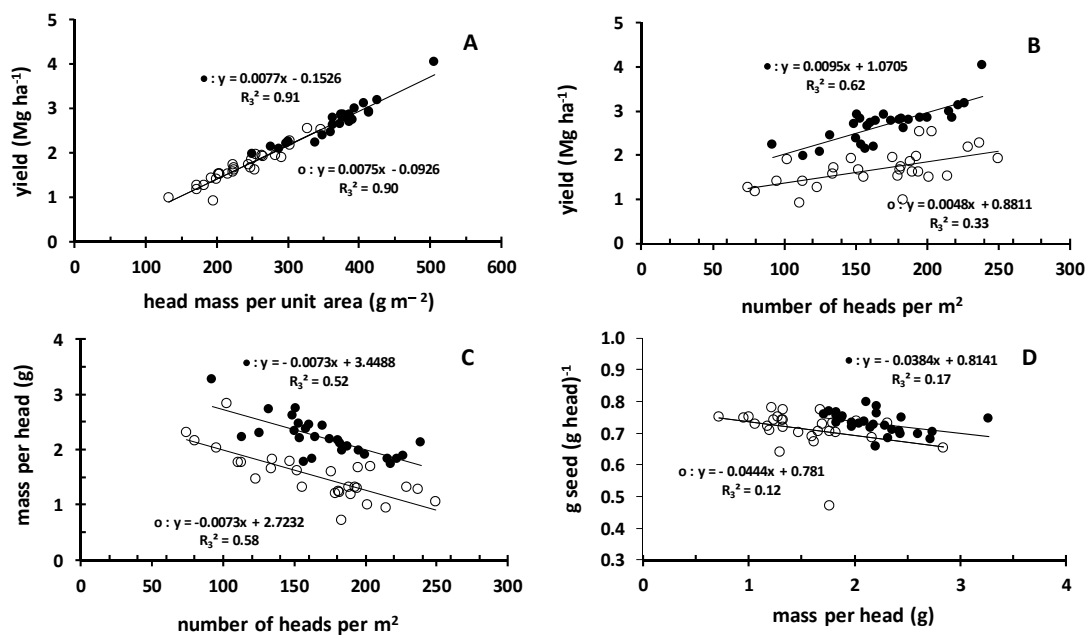 A
yield (Mg ha⁻¹)
● : y = 0.0077x - 0.1526
R₃² = 0.91
o : y = 0.0075x - 0.0926
R₃² = 0.90
5
4
3
2
1
0
0 100 200 300 400 500 600
head mass per unit area (g m⁻²)
B
yield (Mg ha⁻¹)
● : y = 0.0095x + 1.0705
R₃² = 0.62
o : y = 0.0048x + 0.8811
R₃² = 0.33
5
4
3
2
1
0
0 50 100 150 200 250 300
number of heads per m²
C
mass per head (g)
● : y = - 0.0073x + 3.4488
R₃² = 0.52
o : y = -0.0073x + 2.7232
R₃² = 0.58
4
3
2
1
0
0 50 100 150 200 250 300
number of heads per m²
D
g seed (g head)⁻¹
● : y = - 0.0384x + 0.8141
R₃² = 0.17
o : y = - 0.0444x + 0.781
R₃² = 0.12
1.0
0.9
0.8
0.7
0.6
0.5
0.4
0.3
0 1 2 3 4
mass per head (g)